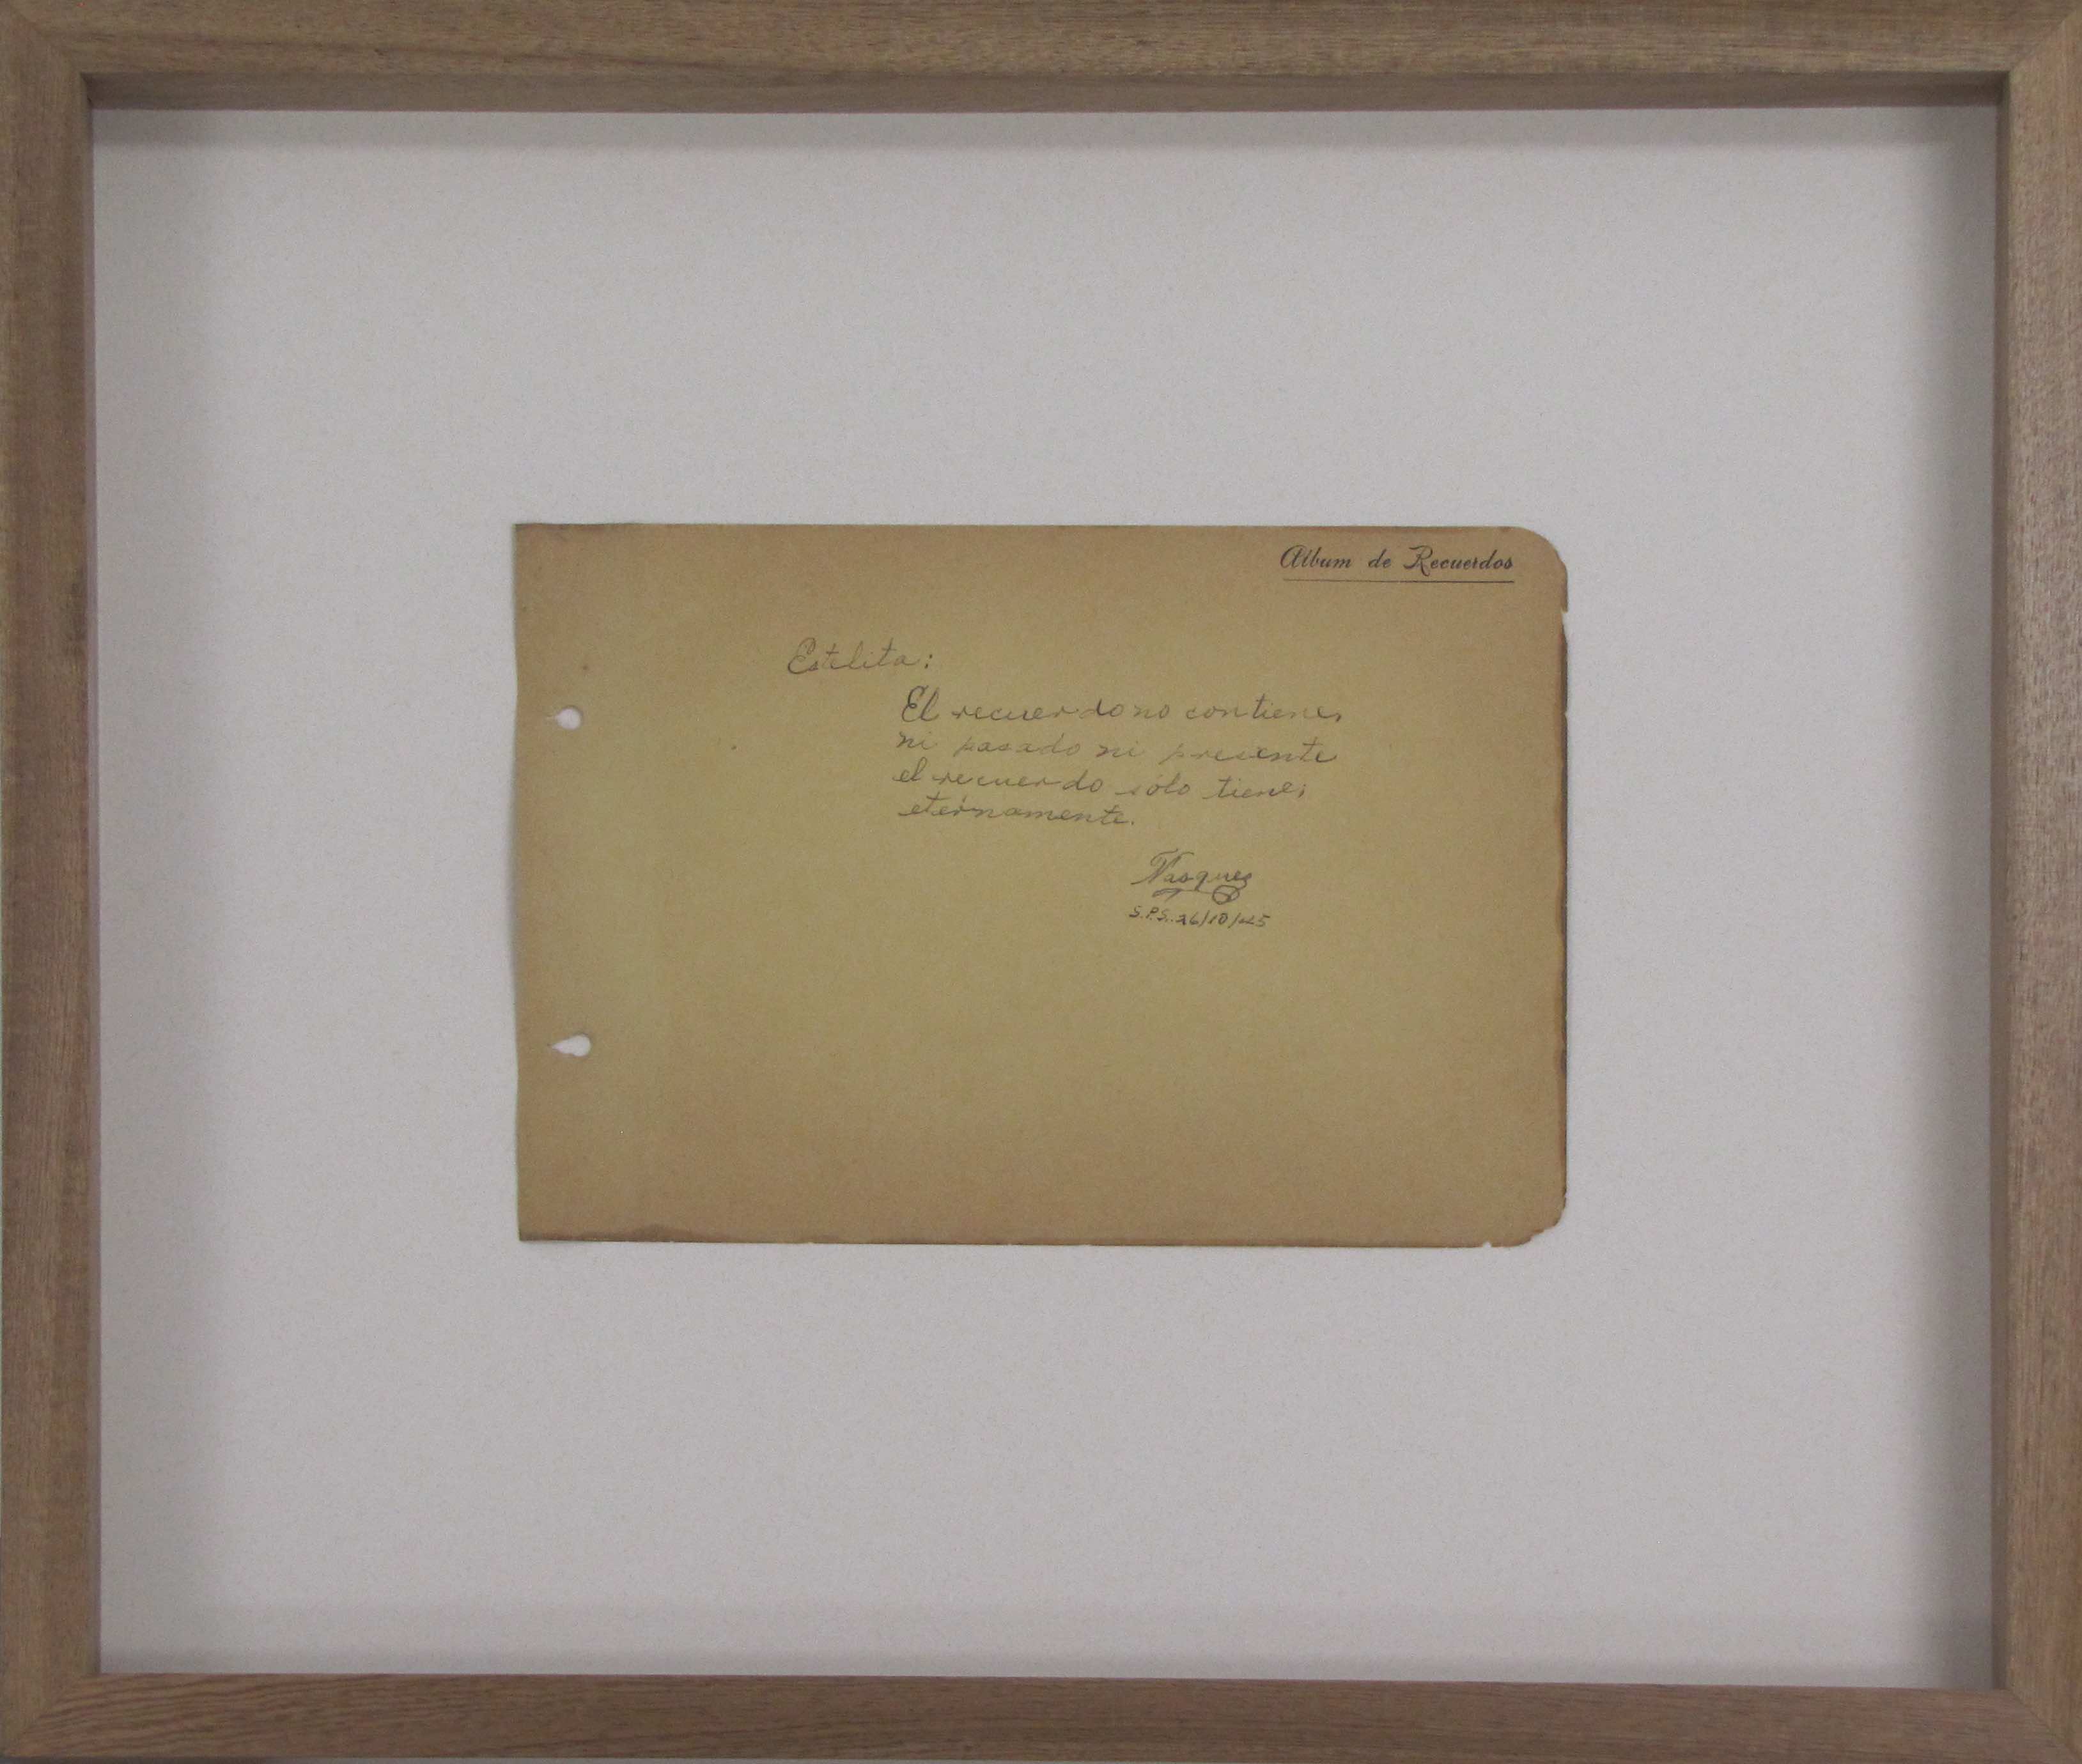 Album de Recuerdos
Estelita:
El recuerdo no contiene,
ni pasado ni presente
el recuerdo sólo tiene;
eternamente.
Vasquez
S.P.S. 26/10/45